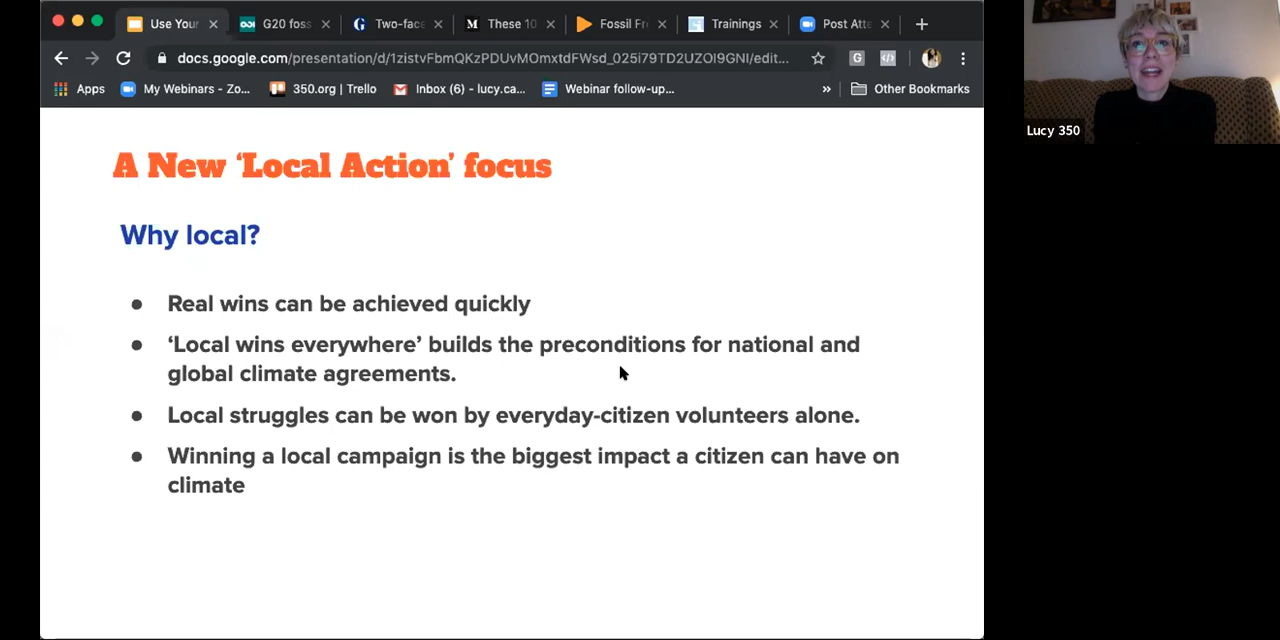 Use Your
G20 foss
Two-face
These 10
Fossil Fr
Trainings
Post Atte
docs.google.com/presentation/d/1zistvFbmQKzPDUvMOmxtdFWsd_025i79TD2UZOl9GNI/edit...
Apps
My Webinars - Zo...
350.org | Trello
Inbox (6) - lucy.ca...
Webinar follow-up...
»
Other Bookmarks
A New ‘Local Action’ focus
Why local?
● Real wins can be achieved quickly
● ‘Local wins everywhere’ builds the preconditions for national and
global climate agreements.
● Local struggles can be won by everyday-citizen volunteers alone.
● Winning a local campaign is the biggest impact a citizen can have on
climate
Lucy 350